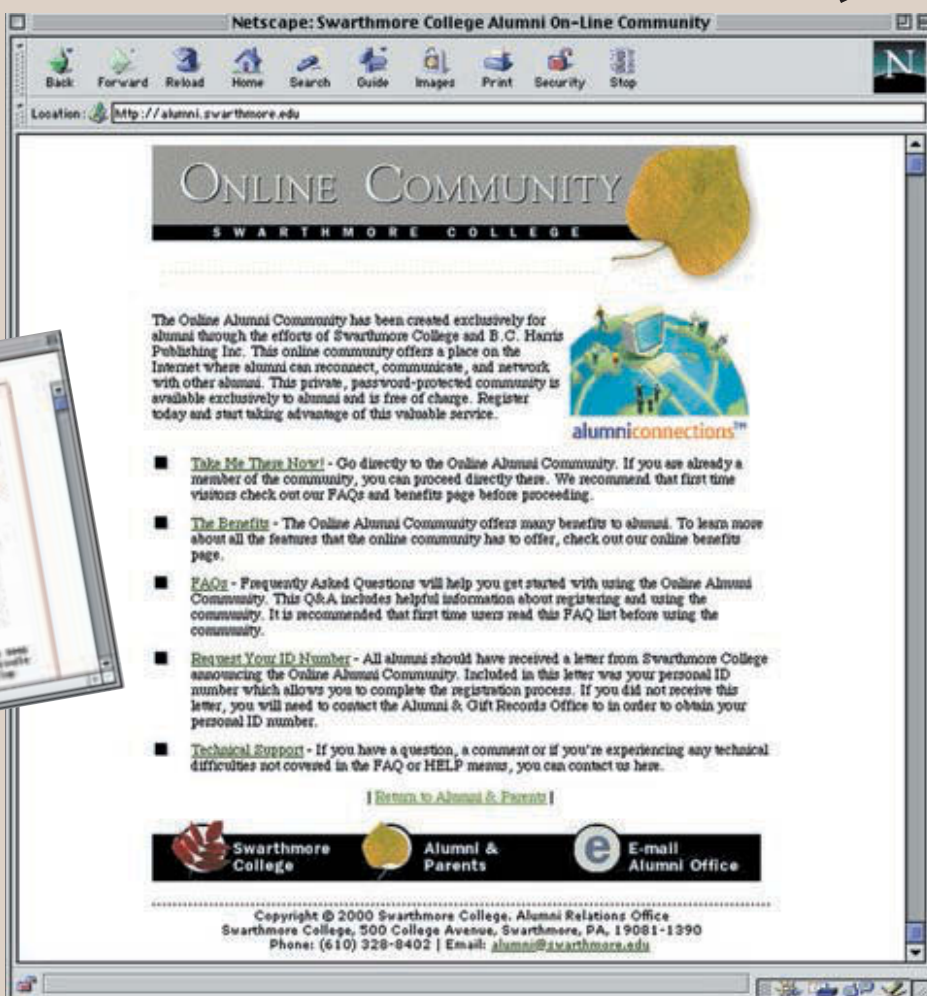 Netscape: Swarthmore College Alumni On-Line Community
Back Forward Reload Home Search Guide Images Print Security Stop
N
Location: http://alumni.swarthmore.edu
ONLINE COMMUNITY
SWARTHMORE COLLEGE
The Online Alumni Community has been created exclusively for
alumni through the efforts of Swarthmore College and B.C. Harris
Publishing Inc. This online community offers a place on the
Internet where alumni can reconnect, communicate, and network
with other alumni. This private, password-protected community is
available exclusively to alumni and is free of charge. Register
today and start taking advantage of this valuable service.
alumniconnections™
Take Me There Now! - Go directly to the Online Alumni Community. If you are already a
member of the community, you can proceed directly there. We recommend that first time
visitors check out our FAQs and benefits page before proceeding.
The Benefits - The Online Alumni Community offers many benefits to alumni. To learn more
about all the features that the online community has to offer, check out our online benefits
page.
FAQs - Frequently Asked Questions will help you get started with using the Online Alumni
Community. This Q&A includes helpful information about registering and using the
community. It is recommended that first time users read this FAQ list before using the
community.
Request Your ID Number - All alumni should have received a letter from Swarthmore College
announcing the Online Alumni Community. Included in this letter was your personal ID
number which allows you to complete the registration process. If you did not receive this
letter, you will need to contact the Alumni & Gift Records Office to in order to obtain your
personal ID number.
Technical Support - If you have a question, a comment or if you're experiencing any technical
difficulties not covered in the FAQ or HELP menus, you can contact us here.
| Return to Alumni & Parents |
Swarthmore College
Alumni & Parents
e E-mail Alumni Office
Copyright © 2000 Swarthmore College. Alumni Relations Office
Swarthmore College, 500 College Avenue, Swarthmore, PA, 19081-1390
Phone: (610) 328-8402 | Email: alumni@swarthmore.edu